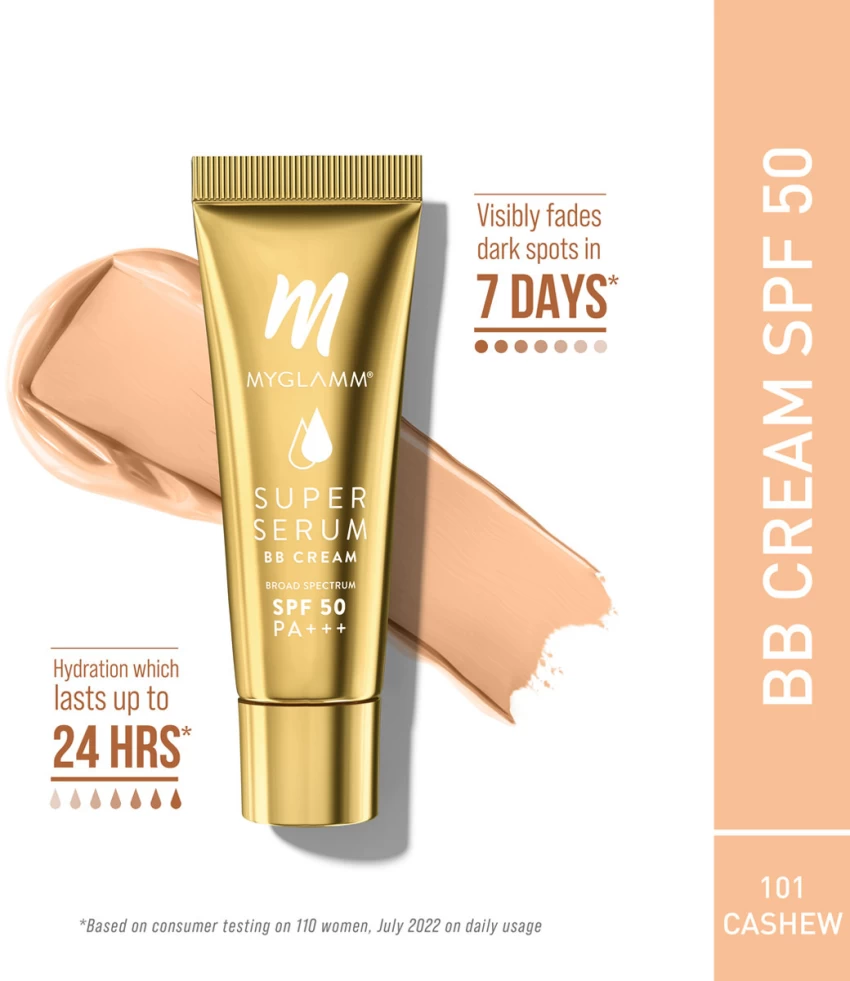 M
MYGLAMM®
SUPER
SERUM
BB CREAM
BROAD SPECTRUM
SPF 50
PA+++
Visibly fades
dark spots in
7 DAYS*
Hydration which
lasts up to
24 HRS*
*Based on consumer testing on 110 women, July 2022 on daily usage
BB CREAM SPF 50
101
CASHEW